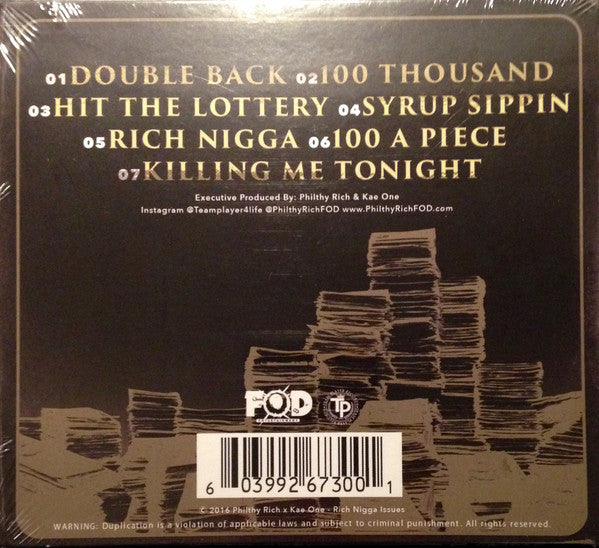 01 DOUBLE BACK 02 100 THOUSAND
03 HIT THE LOTTERY 04 SYRUP SIPPIN
05 RICH NIGGA 06 100 A PIECE
07 KILLING ME TONIGHT
Executive Produced By: Philthy Rich & Kae One
Instagram @Teamplayer4life @PhilthyRichFOD www.PhilthyRichFOD.com
FOD TP
ENTERTAINMENT
6 03992 67300 1
© 2016 Philthy Rich x Kae One - Rich Nigga Issues
WARNING: Duplication is a violation of applicable laws and subject to criminal punishment. All rights reserved.